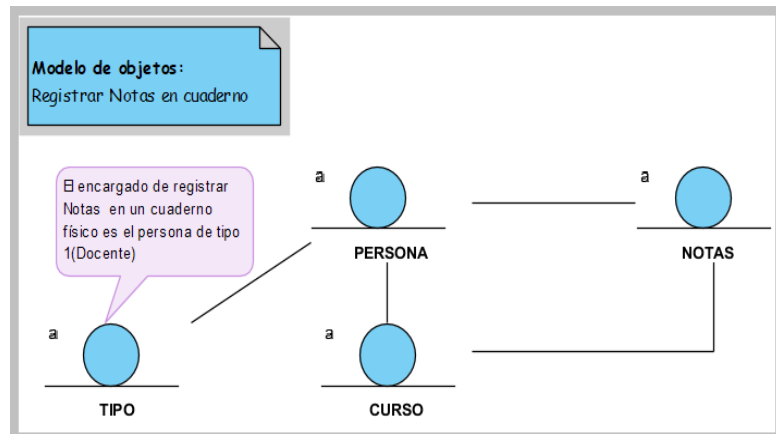 Modelo de objetos:
Registrar Notas en cuaderno
El encargado de registrar
Notas en un cuaderno
físico es el persona de tipo
1(Docente)
a
a
PERSONA
NOTAS
a
a
TIPO
CURSO